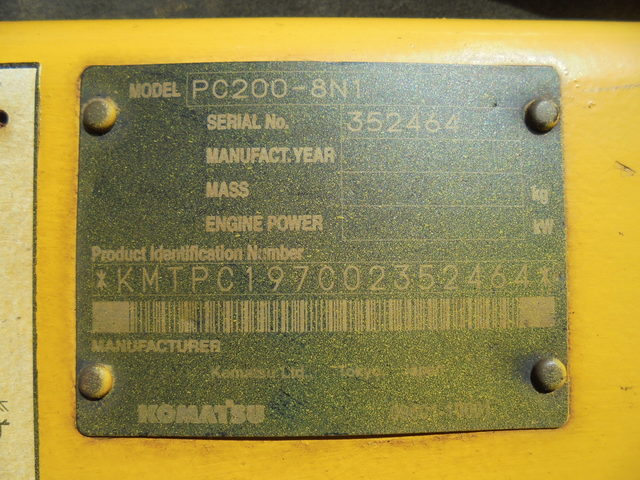 MODEL PC200-8N1
SERIAL No. 352464
MANUFACT.YEAR
MASS kg
ENGINE POWER kW
Product Identification Number
*KMTPC197C02352464*
MANUFACTURER
Komatsu Ltd. Tokyo, Japan
KOMATSU